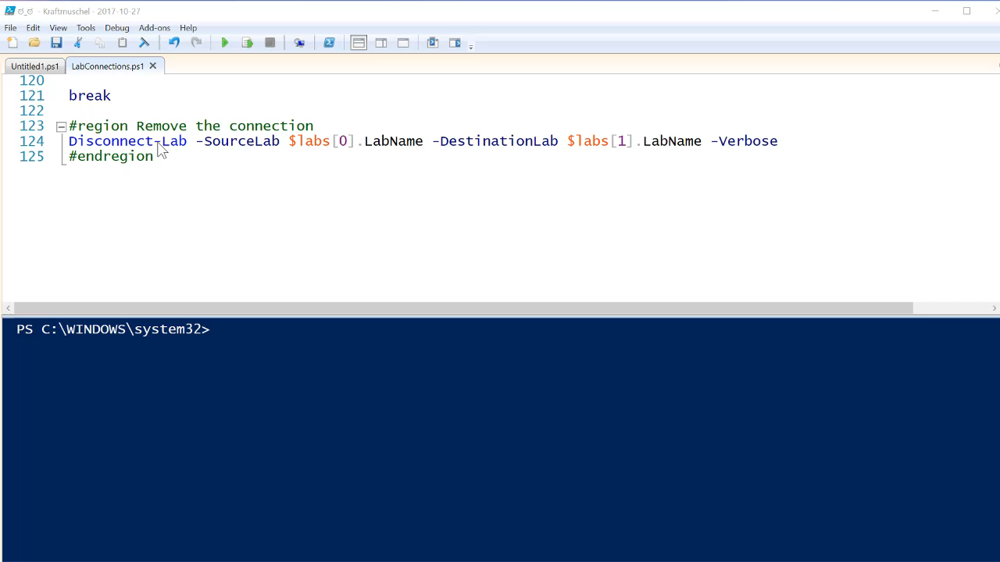 ಠ_ಠ - Kraftmuschel - 2017-10-27
File Edit View Tools Debug Add-ons Help
Untitled1.ps1 LabConnections.ps1
120
121 break
122
123 #region Remove the connection
124 Disconnect-Lab -SourceLab $labs[0].LabName -DestinationLab $labs[1].LabName -Verbose
125 #endregion
PS C:\WINDOWS\system32>